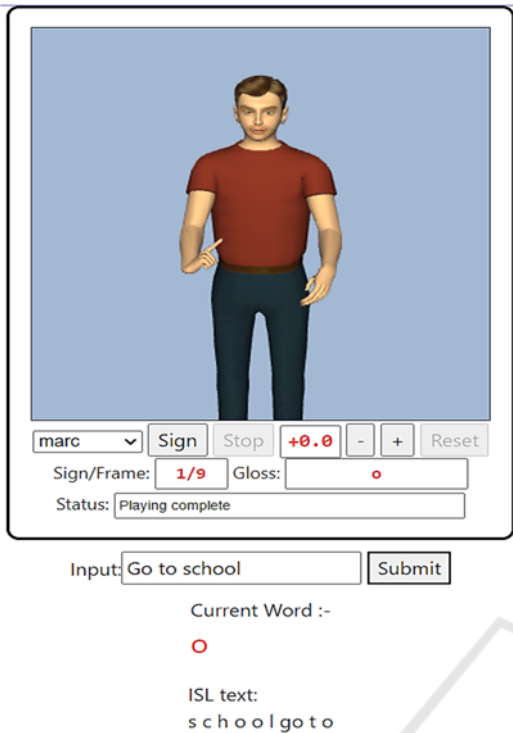 marc Sign Stop +0.0 - + Reset
Sign/Frame: 1/9 Gloss: o
Status: Playing complete
Input: Go to school Submit
Current Word :-
O
ISL text:
s c h o o l go t o